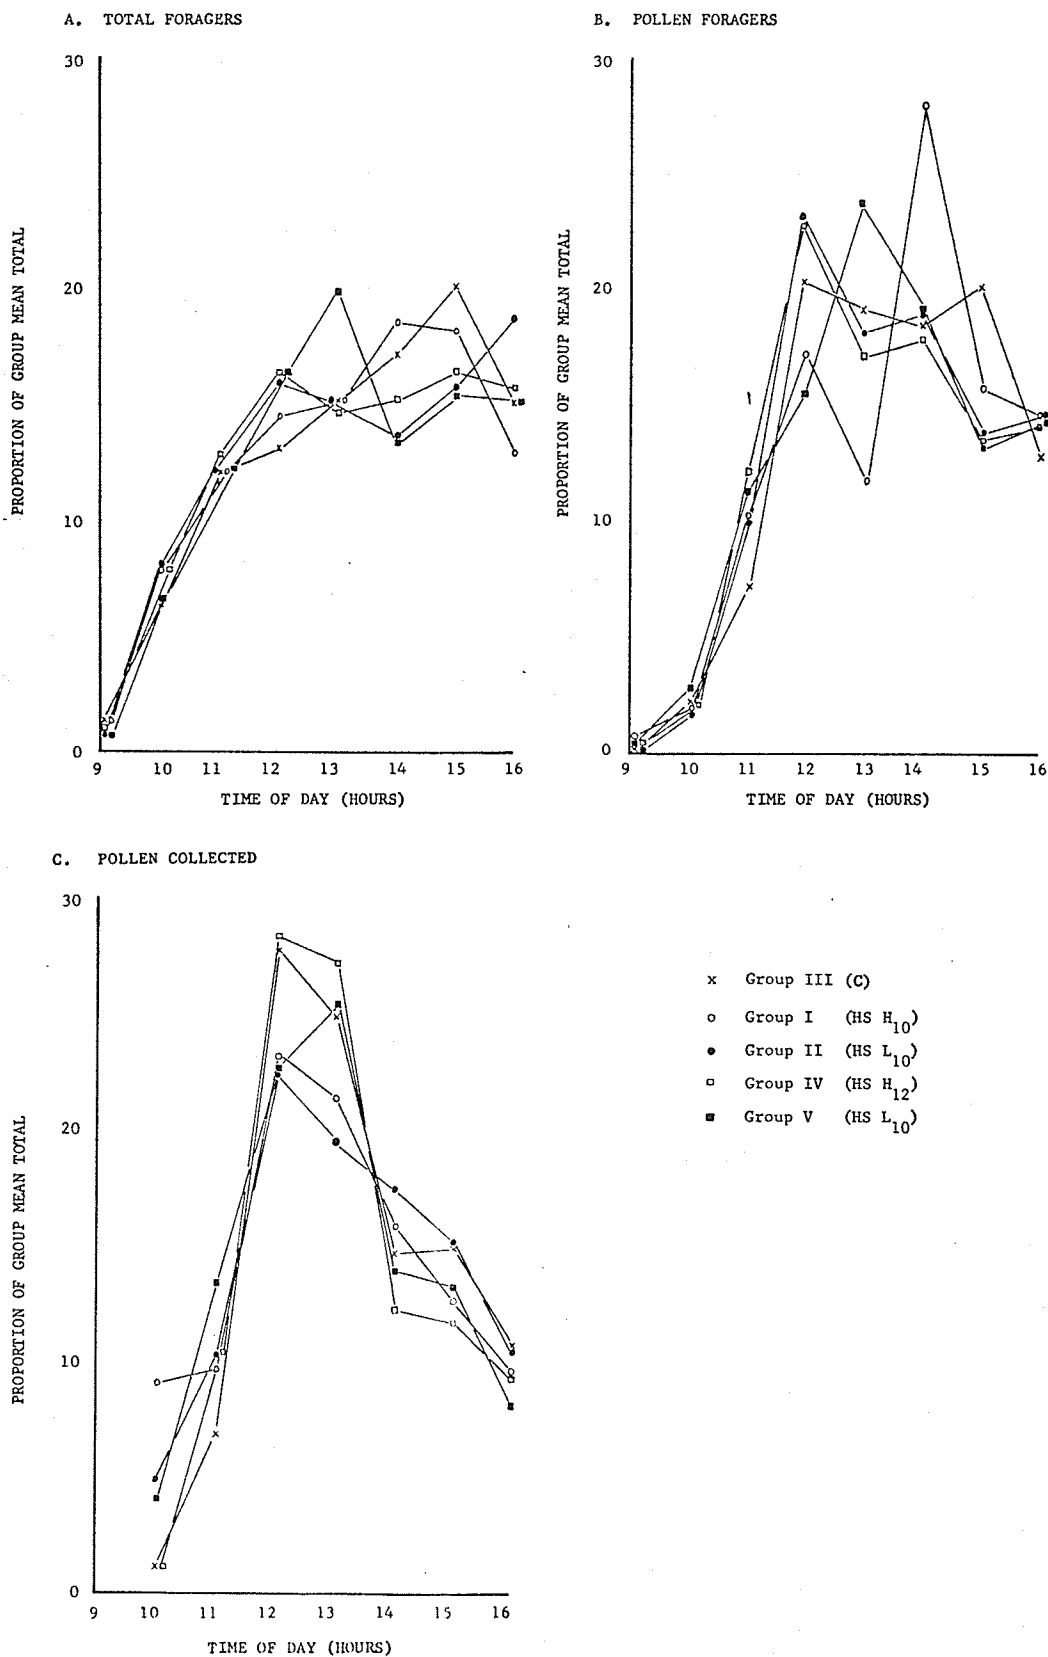 A. TOTAL FORAGERS
30
20
10
0
PROPORTION OF GROUP MEAN TOTAL
9 10 11 12 13 14 15 16
TIME OF DAY (HOURS)
B. POLLEN FORAGERS
30
20
10
0
PROPORTION OF GROUP MEAN TOTAL
9 10 11 12 13 14 15 16
TIME OF DAY (HOURS)
C. POLLEN COLLECTED
30
20
10
0
PROPORTION OF GROUP MEAN TOTAL
9 10 11 12 13 14 15 16
TIME OF DAY (HOURS)
x Group III (C)
o Group I (HS H10)
● Group II (HS L10)
□ Group IV (HS H12)
■ Group V (HS L10)